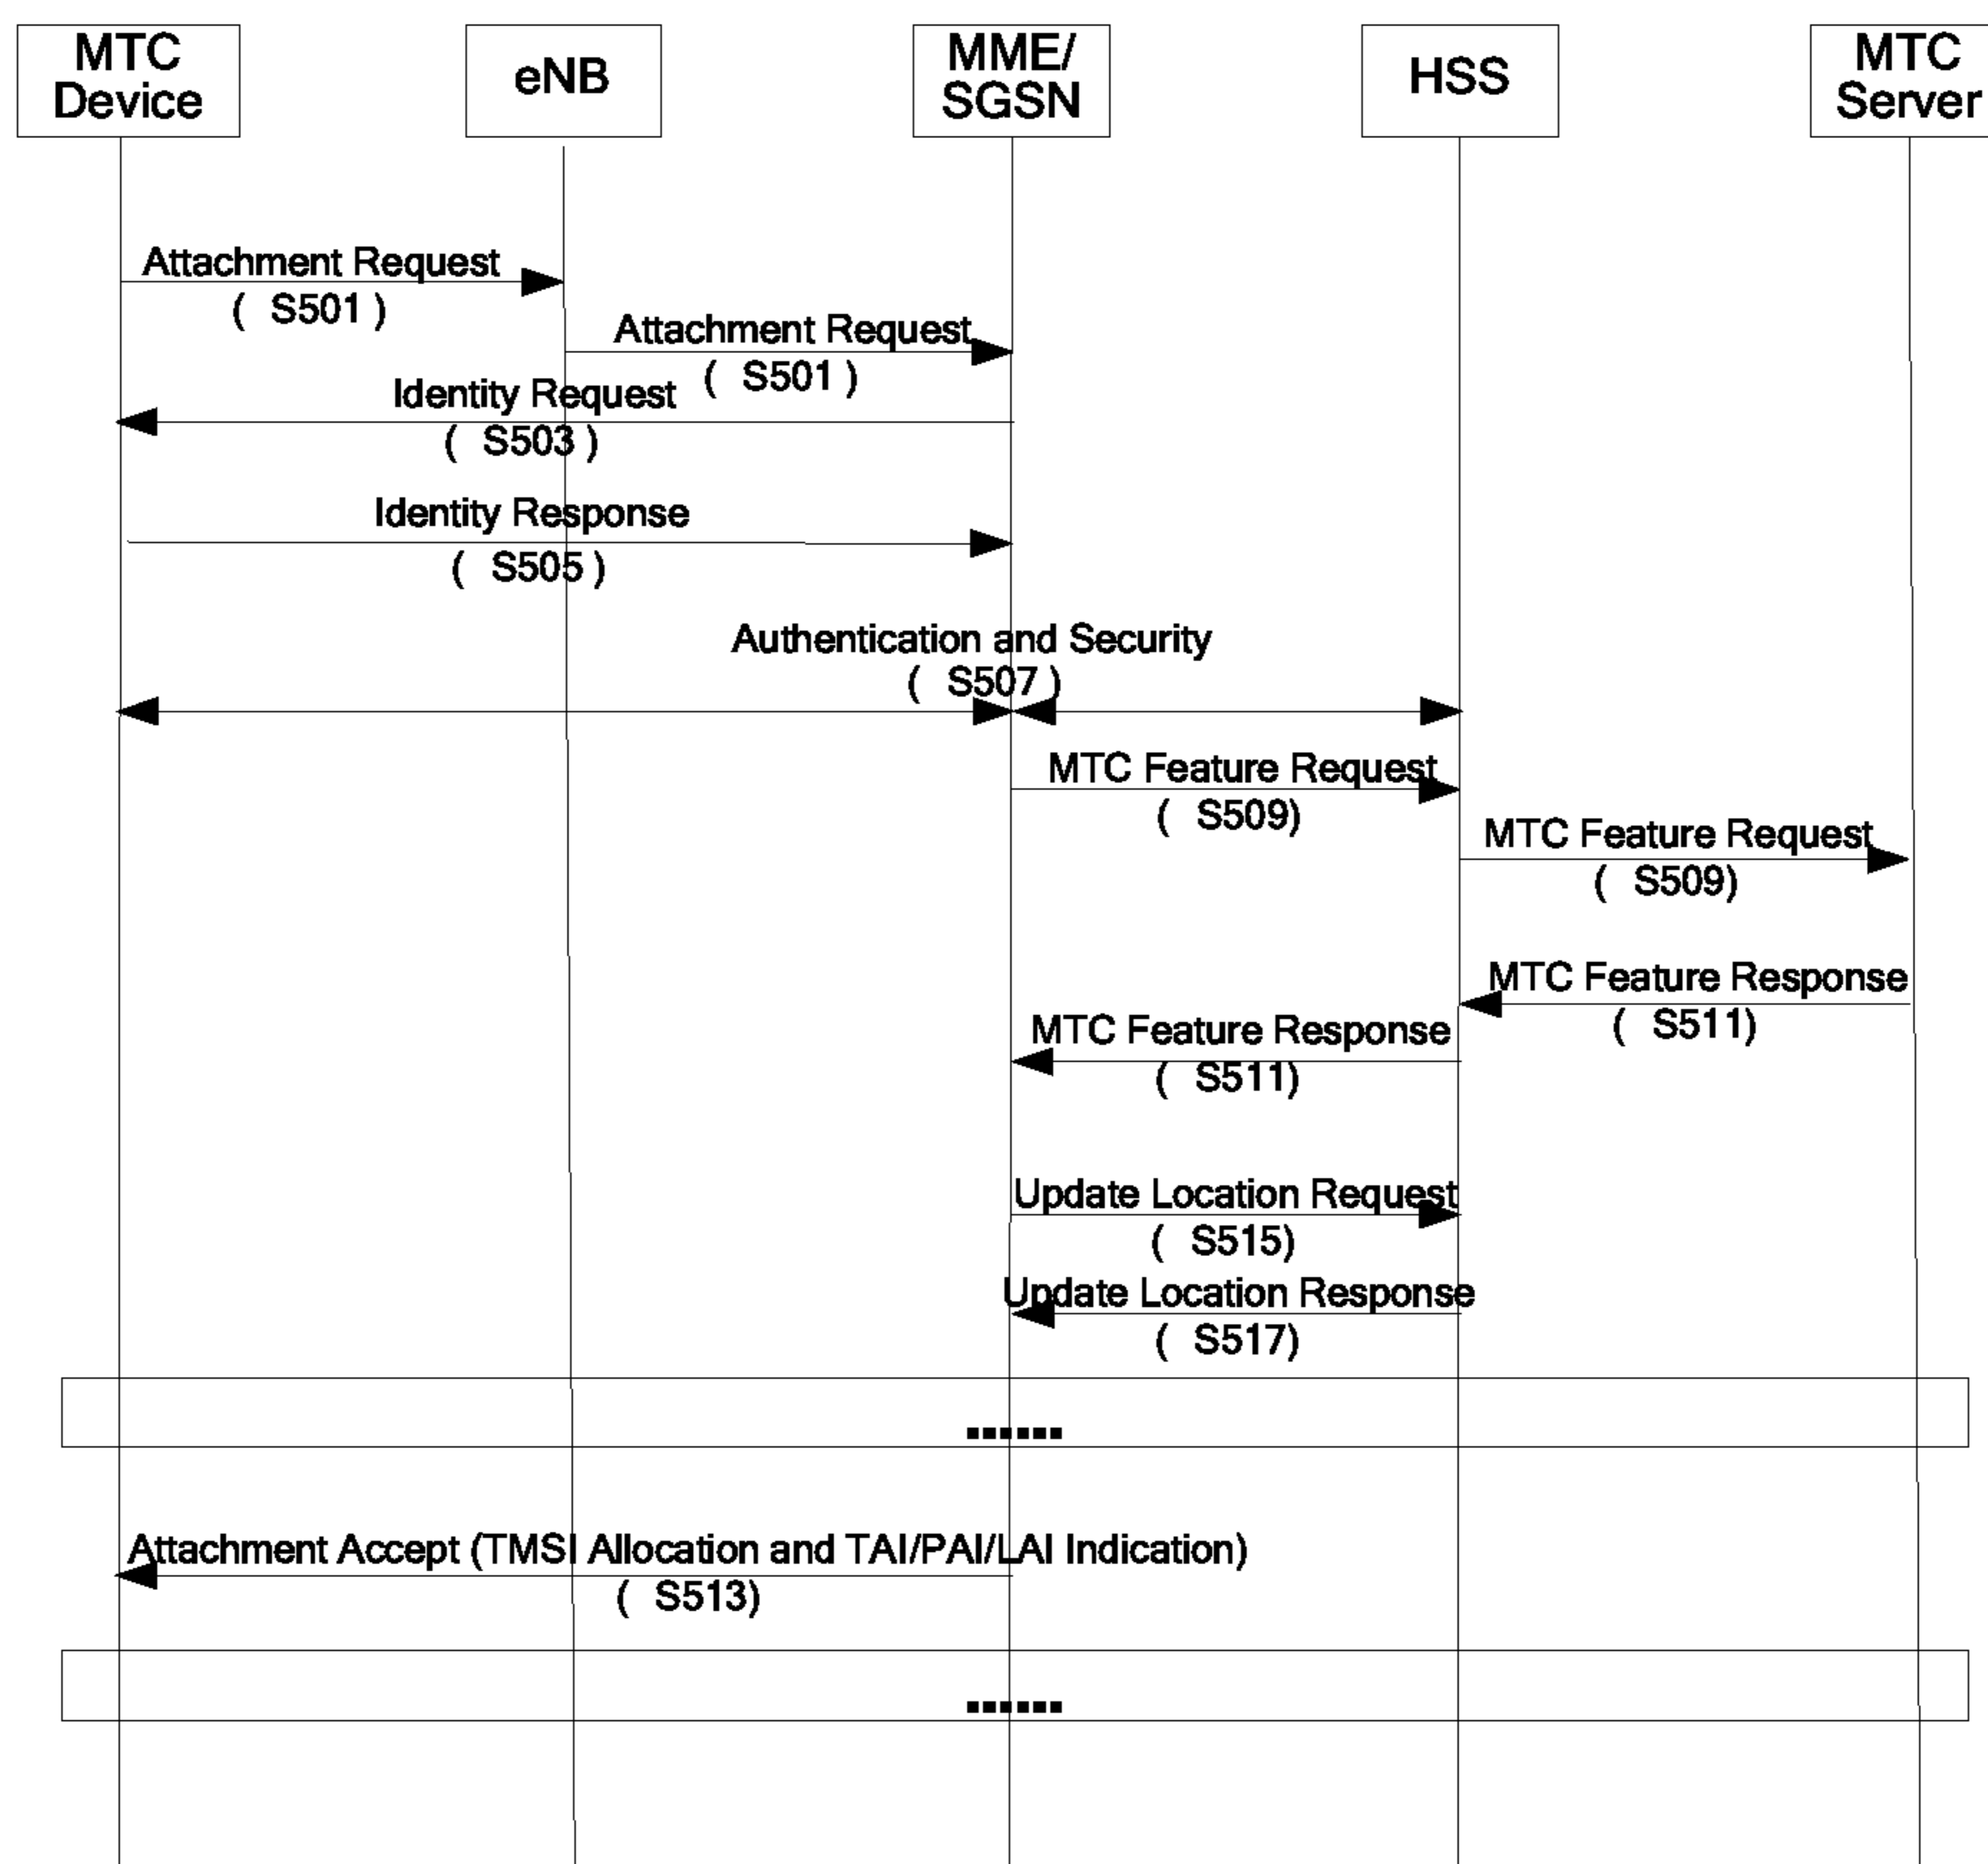 MTC
Device
eNB
MME/
SGSN
HSS
MTC
Server
Attachment Request
( S501 )
Attachment Request
( S501 )
Identity Request
( S503 )
Identity Response
( S505 )
Authentication and Security
( S507 )
MTC Feature Request
( S509)
MTC Feature Request
( S509)
MTC Feature Response
( S511)
MTC Feature Response
( S511)
Update Location Request
( S515)
Update Location Response
( S517)
......
Attachment Accept (TMSI Allocation and TAI/PAI/LAI Indication)
( S513)
......